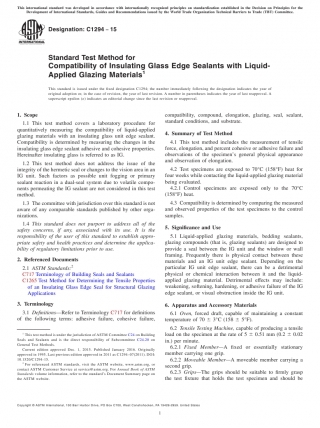 This international standard was developed in accordance with internationally recognized principles on standardization established in the Decision on Principles for the
Development of International Standards, Guides and Recommendations issued by the World Trade Organization Technical Barriers to Trade (TBT) Committee.
Designation: C1294 − 15
Standard Test Method for
Compatibility of Insulating Glass Edge Sealants with Liquid-
Applied Glazing Materials1
This standard is issued under the fixed designation C1294; the number immediately following the designation indicates the year of
original adoption or, in the case of revision, the year of last revision. A number in parentheses indicates the year of last reapproval. A
superscript epsilon (ε) indicates an editorial change since the last revision or reapproval.
1. Scope
1.1 This test method covers a laboratory procedure for
quantitatively measuring the compatibility of liquid-applied
glazing materials with an insulating glass edge sealant.
Compatibility is determined by measuring the changes in the
insulating glass edge sealant adhesive and cohesive properties.
Hereinafter insulating glass is referred to as IG.
1.2 This test method does not address the issue of the
integrity of the hermetic seal or changes to the vision area in an
IG unit. Such factors as possible unit fogging or primary
sealant reaction in a dual-seal system due to volatile compo-
nents permeating the IG sealant are not considered in this test
method.
1.3 The committee with jurisdiction over this standard is not
aware of any comparable standards published by other orga-
nizations.
1.4 This standard does not purport to address all of the
safety concerns, if any, associated with its use. It is the
responsibility of the user of this standard to establish appro-
priate safety and health practices and determine the applica-
bility of regulatory limitations prior to use.
2. Referenced Documents
2.1 ASTM Standards:2
C717 Terminology of Building Seals and Sealants
C1265 Test Method for Determining the Tensile Properties
of an Insulating Glass Edge Seal for Structural Glazing
Applications
3. Terminology
3.1 Definitions—Refer to Terminology C717 for definitions
of the following terms: adhesive failure, cohesive failure,
1 This test method is under the jurisdiction of ASTM Committee C24 on Building
Seals and Sealants and is the direct responsibility of Subcommittee C24.20 on
General Test Methods.
Current edition approved Dec. 1, 2015. Published January 2016. Originally
approved in 1995. Last previous edition approved in 2011 as C1294–07(2011). DOI:
10.1520/C1294-15.
2 For referenced ASTM standards, visit the ASTM website, www.astm.org, or
contact ASTM Customer Service at service@astm.org. For Annual Book of ASTM
Standards volume information, refer to the standard's Document Summary page on
the ASTM website.
compatibility, compound, elongation, glazing, seal, sealant,
standard conditions, and substrate.
4. Summary of Test Method
4.1 This test method includes the measurement of tensile
force, elongation, and percent cohesive or adhesive failure and
observations of the specimen's general physical appearance
and observation of elongation.
4.2 Test specimens are exposed to 70°C (158°F) heat for
four weeks while contacting the liquid-applied glazing material
being evaluated.
4.2.1 Control specimens are exposed only to the 70°C
(158°F) heat.
4.3 Compatibility is determined by comparing the measured
and observed properties of the test specimens to the control
samples.
5. Significance and Use
5.1 Liquid-applied glazing materials, bedding sealants,
glazing compounds (that is, glazing sealants) are designed to
provide a seal between the IG unit and the window or wall
framing. Frequently there is physical contact between these
materials and an IG unit edge sealant. Depending on the
particular IG unit edge sealant, there can be a detrimental
physical or chemical interaction between it and the liquid-
applied glazing material. Detrimental effects may include:
weakening, softening, hardening, or adhesive failure of the IG
edge sealant, or visual obstruction inside the IG unit.
6. Apparatus and Accessory Materials
6.1 Oven, forced draft, capable of maintaining a constant
temperature of 70 ± 3°C (158 ± 5°F).
6.2 Tensile Testing Machine, capable of producing a tensile
load on the specimen at the rate of 5 ± 0.51 mm (0.2 ± 0.02
in.) per minute.
6.2.1 Fixed Member—A fixed or essentially stationary
member carrying one grip.
6.2.2 Movable Member—A movable member carrying a
second grip.
6.2.3 Grips—The grips should be suitable to firmly grasp
the test fixture that holds the test specimen and should be
Copyright © ASTM International, 100 Barr Harbor Drive, PO Box C700, West Conshohocken, PA 19428-2959. United States
1